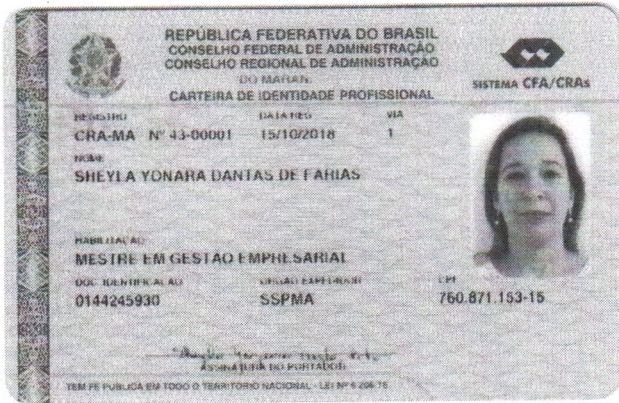 REPÚBLICA FEDERATIVA DO BRASIL
CONSELHO FEDERAL DE ADMINISTRAÇÃO
CONSELHO REGIONAL DE ADMINISTRAÇÃO
DO MARAN.
CARTEIRA DE IDENTIDADE PROFISSIONAL
SISTEMA CFA/CRAs
REGISTRO DATA REG VIA
CRA-MA Nº 43-00001 15/10/2018 1
NOME
SHEYLA YONARA DANTAS DE FARIAS
HABILITAÇÃO
MESTRE EM GESTÃO EMPRESARIAL
DOC IDENTIFICAÇÃO ORGÃO EXPEDIDOR CPF
0144245930 SSPMA 760.871.153-15
ASSINATURA DO PORTADOR
TEM FÉ PÚBLICA EM TODO O TERRITÓRIO NACIONAL - LEI Nº 6.206/75